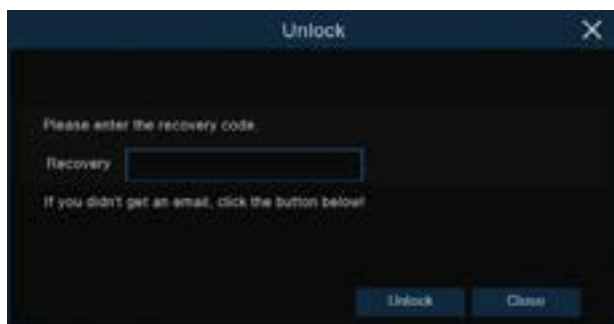 Unlock
Please enter the recovery code.
Recovery
If you didn't get an email, click the button below!
Unlock Close